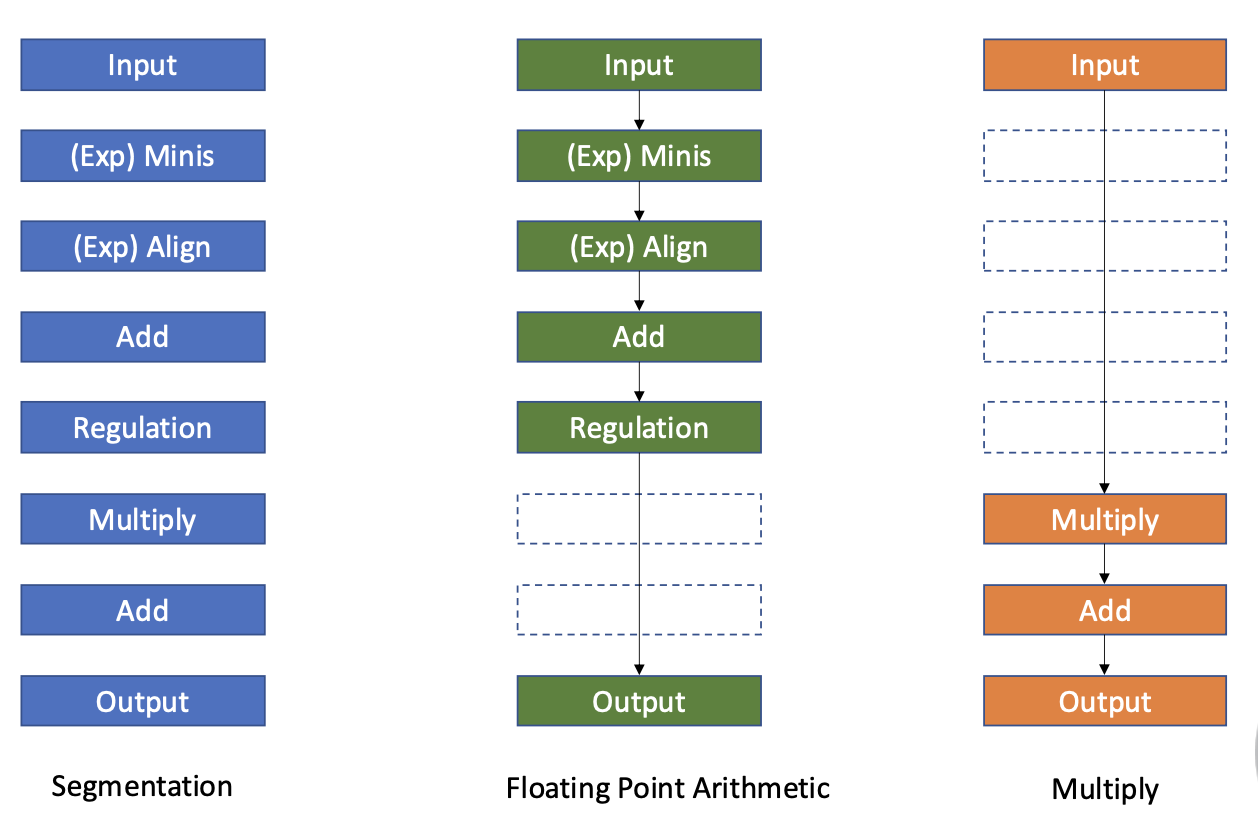 Input
(Exp) Minis
(Exp) Align
Add
Regulation
Multiply
Add
Output
Segmentation
Input
(Exp) Minis
(Exp) Align
Add
Regulation
Output
Floating Point Arithmetic
Input
Multiply
Add
Output
Multiply